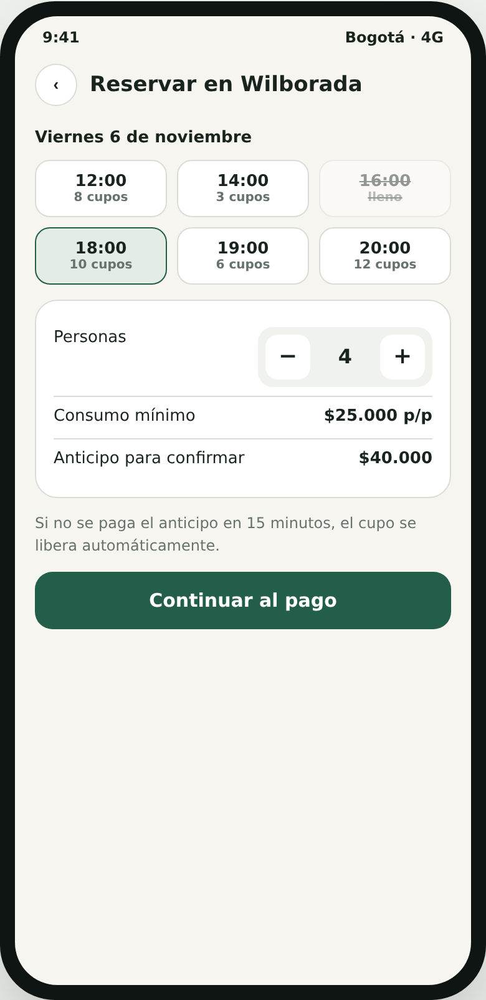 9:41 Bogotá · 4G
‹ Reservar en Wilborada
Viernes 6 de noviembre
12:00 14:00 16:00
8 cupos 3 cupos lleno
18:00 19:00 20:00
10 cupos 6 cupos 12 cupos
Personas − 4 +
Consumo mínimo $25.000 p/p
Anticipo para confirmar $40.000
Si no se paga el anticipo en 15 minutos, el cupo se
libera automáticamente.
Continuar al pago